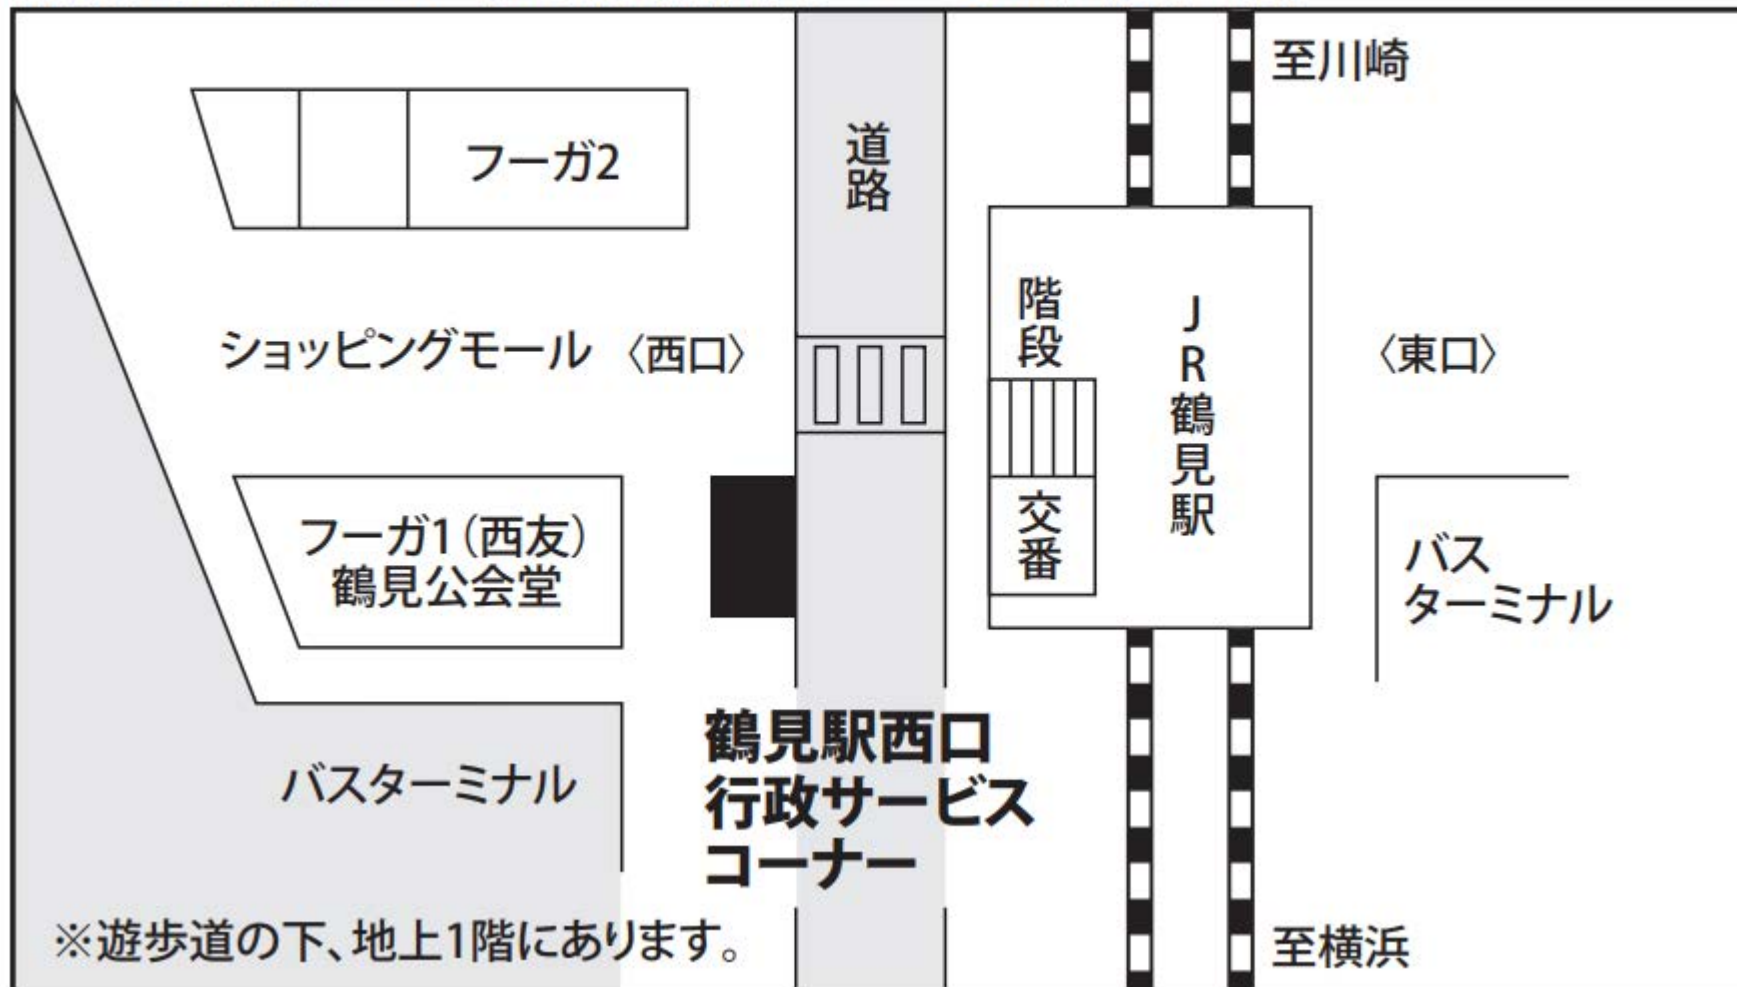 至川崎
道路
フーガ2
階段
JR鶴見駅
ショッピングモール 〈西口〉
〈東口〉
交番
フーガ1(西友)
鶴見公会堂
バス
ターミナル
鶴見駅西口
行政サービス
コーナー
バスターミナル
※遊歩道の下、地上1階にあります。
至横浜